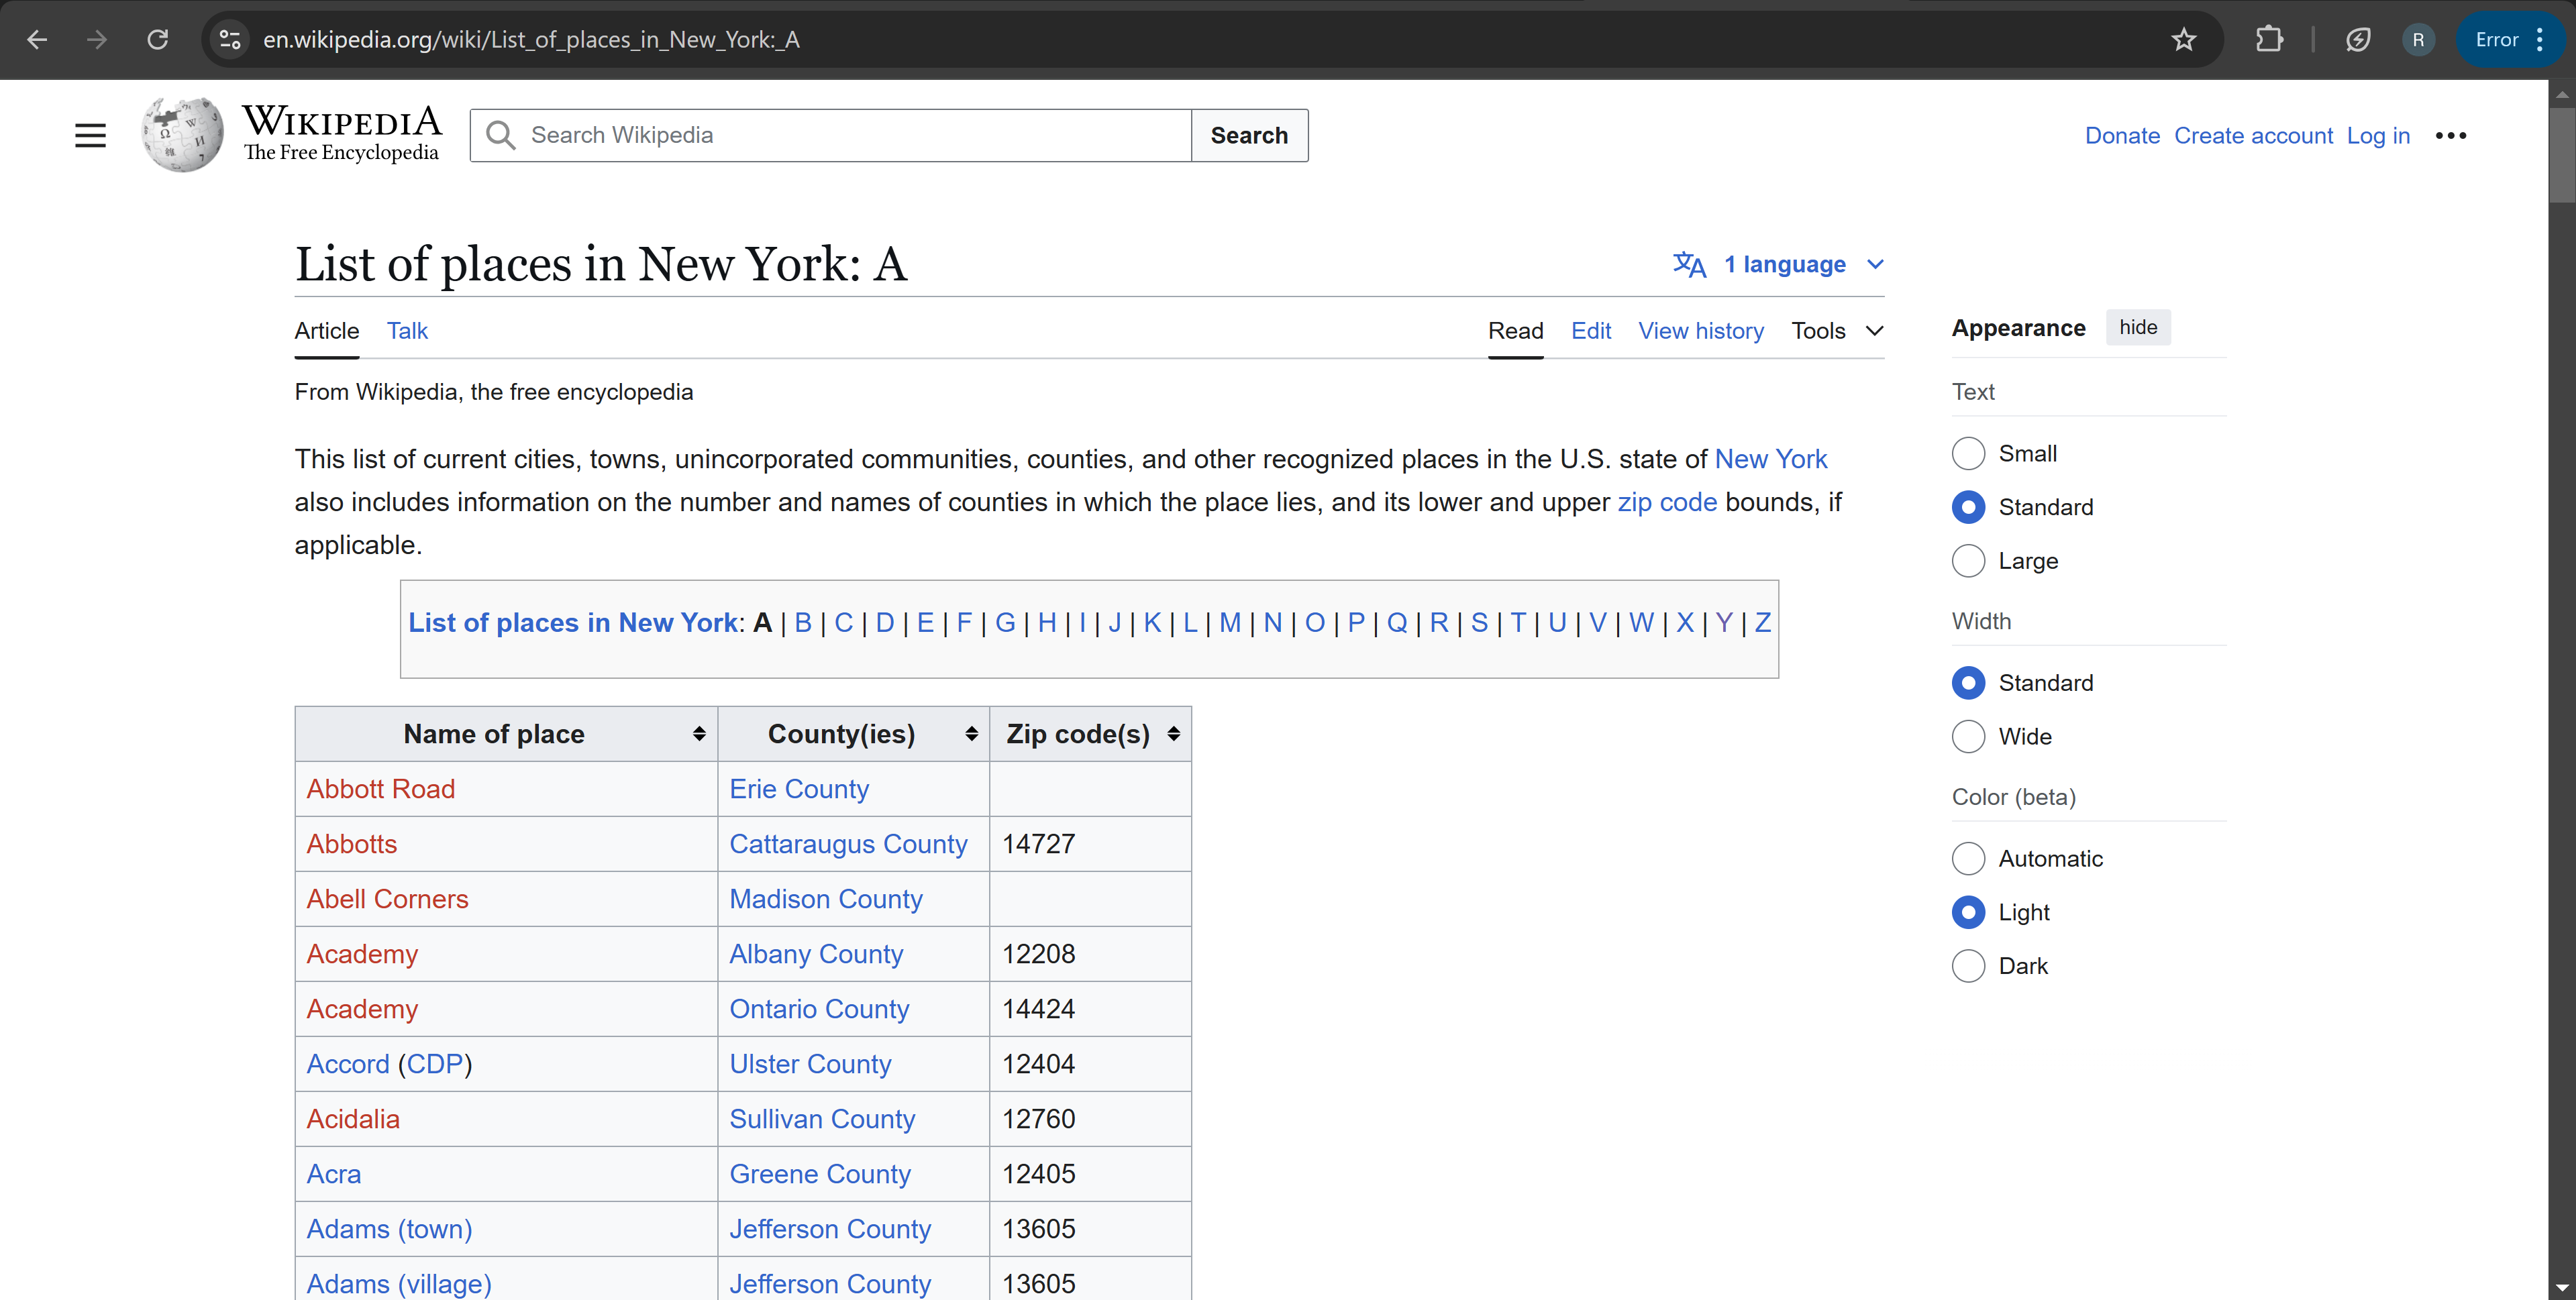 en.wikipedia.org/wiki/List_of_places_in_New_York:_A
R
Error
WIKIPEDIA
The Free Encyclopedia
Search Wikipedia
Search
Donate Create account Log in
List of places in New York: A
1 language
Article Talk
Read Edit View history Tools
From Wikipedia, the free encyclopedia
This list of current cities, towns, unincorporated communities, counties, and other recognized places in the U.S. state of New York
also includes information on the number and names of counties in which the place lies, and its lower and upper zip code bounds, if
applicable.
List of places in New York: A | B | C | D | E | F | G | H | I | J | K | L | M | N | O | P | Q | R | S | T | U | V | W | X | Y | Z
Name of place County(ies) Zip code(s)
Abbott Road Erie County
Abbotts Cattaraugus County 14727
Abell Corners Madison County
Academy Albany County 12208
Academy Ontario County 14424
Accord (CDP) Ulster County 12404
Acidalia Sullivan County 12760
Acra Greene County 12405
Adams (town) Jefferson County 13605
Adams (village) Jefferson County 13605
Appearance hide
Text
Small
Standard
Large
Width
Standard
Wide
Color (beta)
Automatic
Light
Dark